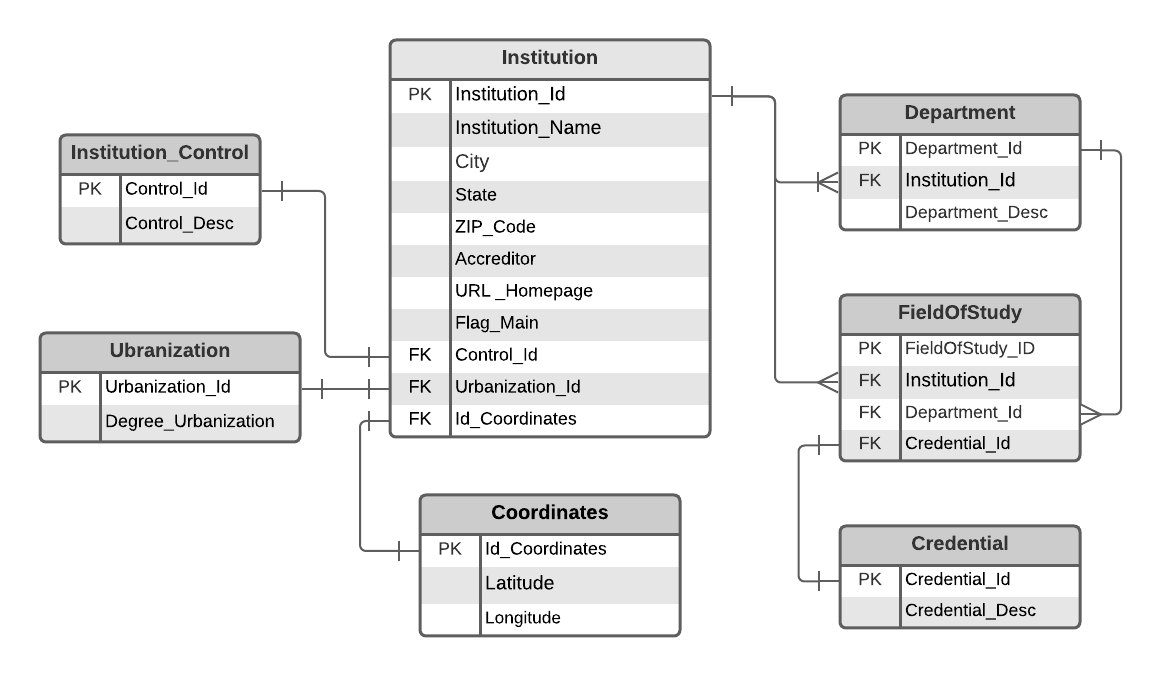 Institution
PK Institution_Id
Institution_Name
City
State
ZIP_Code
Accreditor
URL _Homepage
Flag_Main
FK Control_Id
FK Urbanization_Id
FK Id_Coordinates
Institution_Control
PK Control_Id
Control_Desc
Ubranization
PK Urbanization_Id
Degree_Urbanization
Coordinates
PK Id_Coordinates
Latitude
Longitude
Department
PK Department_Id
FK Institution_Id
Department_Desc
FieldOfStudy
PK FieldOfStudy_ID
FK Institution_Id
FK Department_Id
FK Credential_Id
Credential
PK Credential_Id
Credential_Desc